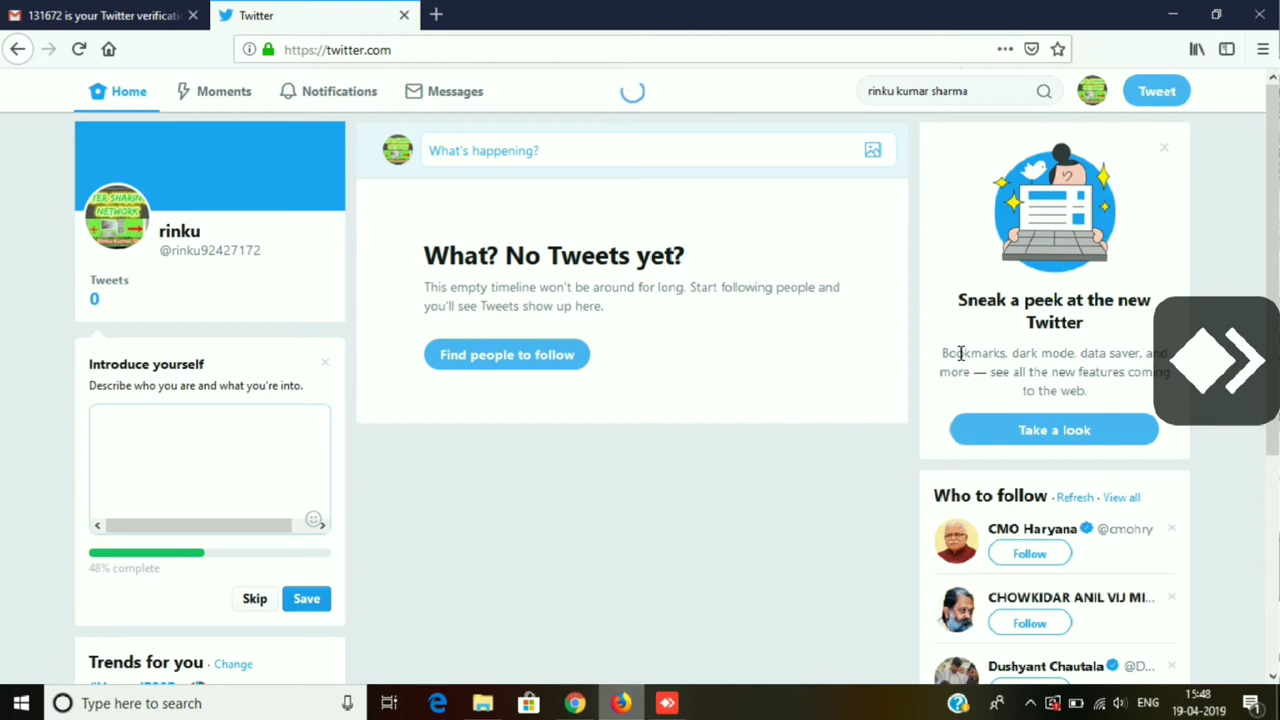 131672 is your Twitter verificati
Twitter
https://twitter.com
Home
Moments
Notifications
Messages
rinku kumar sharma
Tweet
What's happening?
TER SHARING
NETWORK
Rinku Kumar
rinku
@rinku92427172
Tweets
0
What? No Tweets yet?
This empty timeline won't be around for long. Start following people and
you'll see Tweets show up here.
Find people to follow
Introduce yourself
Describe who you are and what you're into.
48% complete
Skip
Save
Trends for you · Change
Sneak a peek at the new
Twitter
Bookmarks, dark mode, data saver, and
more — see all the new features coming
to the web.
Take a look
Who to follow · Refresh · View all
CMO Haryana @cmohry
Follow
CHOWKIDAR ANIL VIJ MI...
Follow
Dushyant Chautala @D...
Type here to search
ENG
15:48
19-04-2019
1